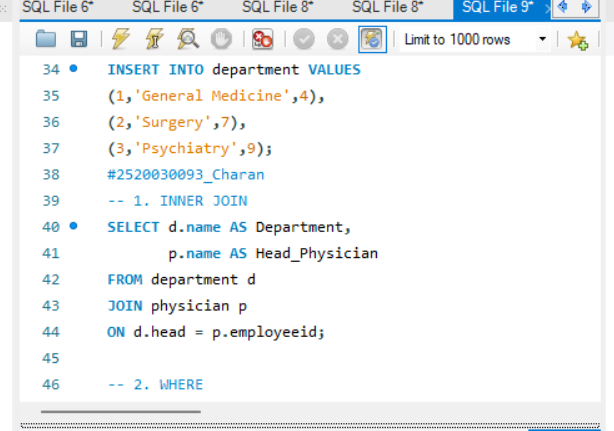 SQL File 6* SQL File 6* SQL File 8* SQL File 8* SQL File 9*
Limit to 1000 rows
34 INSERT INTO department VALUES
35 (1,'General Medicine',4),
36 (2,'Surgery',7),
37 (3,'Psychiatry',9);
38 #2520030093_Charan
39 -- 1. INNER JOIN
40 SELECT d.name AS Department,
41 p.name AS Head_Physician
42 FROM department d
43 JOIN physician p
44 ON d.head = p.employeeid;
45
46 -- 2. WHERE